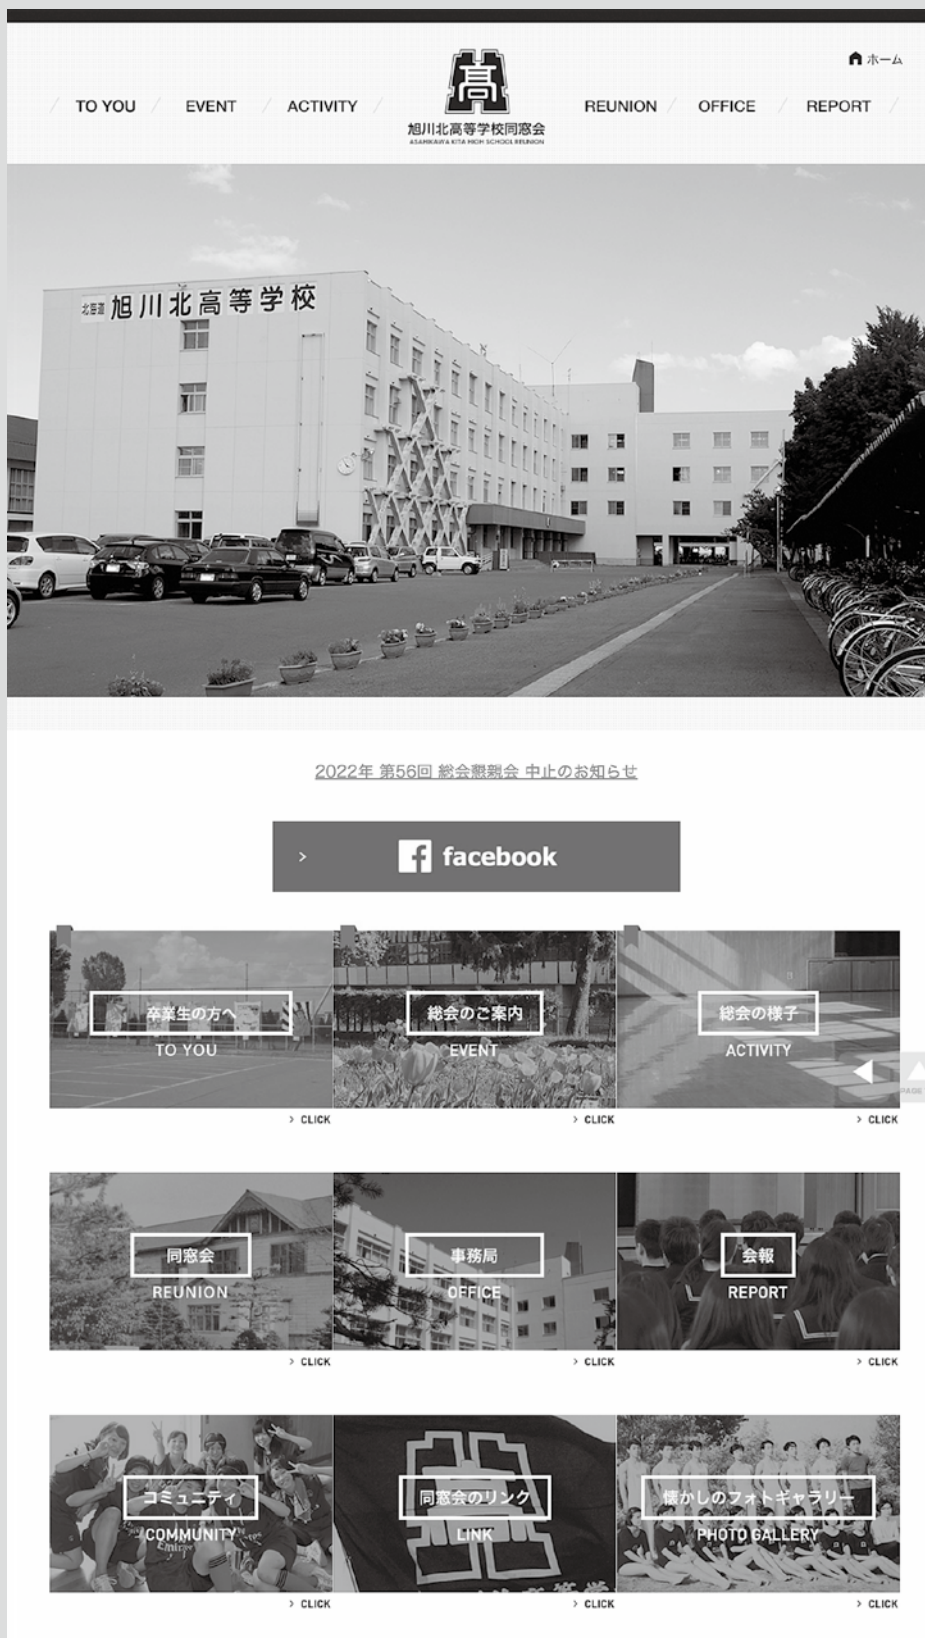 ホーム
TO YOU
EVENT
ACTIVITY
高
旭川北高等学校同窓会
ASAHIKAWA KITA HIGH SCHOOL REUNION
REUNION
OFFICE
REPORT
北海道 旭川北高等学校
2022年 第56回 総会懇親会 中止のお知らせ
facebook
卒業生の方へ
TO YOU
> CLICK
総会のご案内
EVENT
> CLICK
総会の様子
ACTIVITY
> CLICK
PAGE
同窓会
REUNION
> CLICK
事務局
OFFICE
> CLICK
会報
REPORT
> CLICK
コミュニティ
COMMUNITY
> CLICK
同窓会のリンク
LINK
> CLICK
懐かしのフォトギャラリー
PHOTO GALLERY
> CLICK